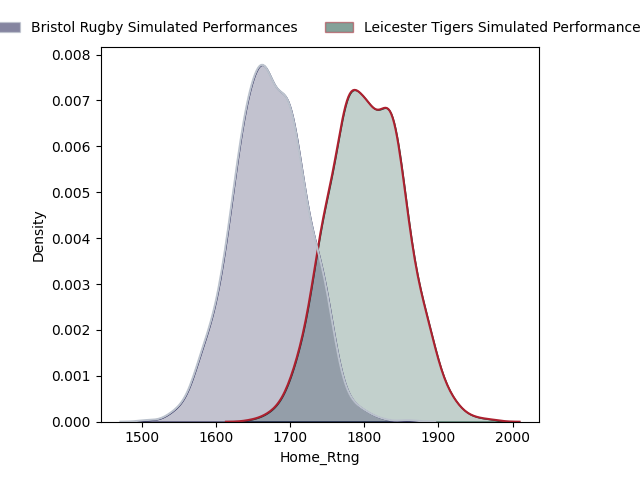 Bristol Rugby Simulated Performances Leicester Tigers Simulated Performance
0.008
0.007
0.006
0.005
0.004
0.003
0.002
0.001
0.000
Density
1500 1600 1700 1800 1900 2000
Home_Rtng